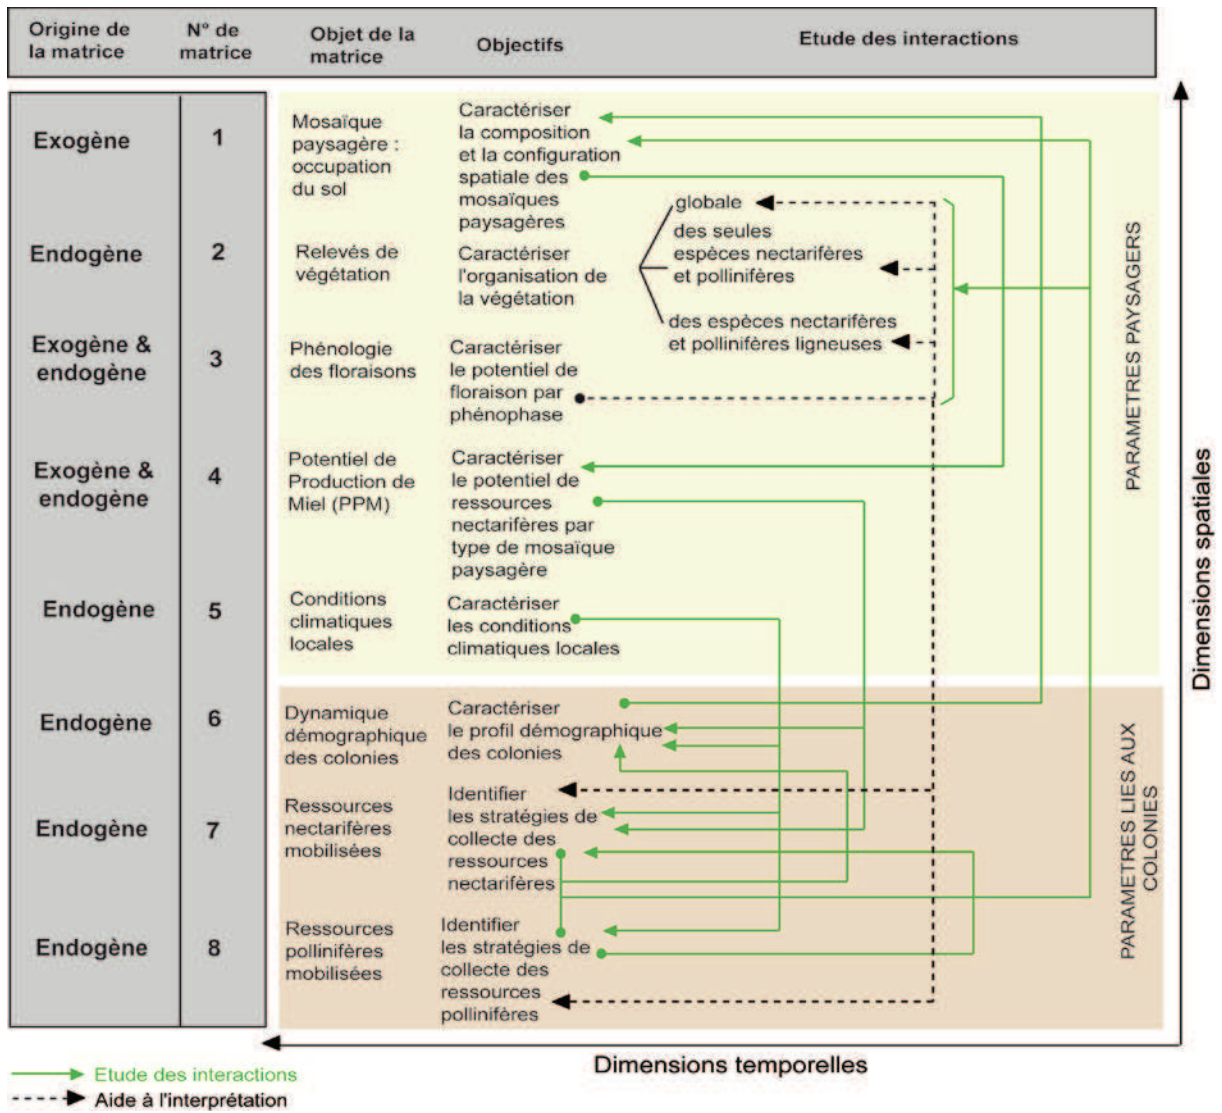 Origine de
la matrice
N° de
matrice
Objet de la
matrice
Objectifs
Etude des interactions
Exogène
1
Mosaïque
paysagère :
occupation
du sol
Caractériser
la composition
et la configuration
spatiale des
mosaïques
paysagères
Endogène
2
Relevés de
végétation
Caractériser
l'organisation de
la végétation
globale
des seules
espèces nectarifères
et pollinifères
des espèces nectarifères
et pollinifères ligneuses
Exogène &
endogène
3
Phénologie
des floraisons
Caractériser
le potentiel de
floraison par
phénophase
Exogène &
endogène
4
Potentiel de
Production de
Miel (PPM)
Caractériser
le potentiel de
ressources
nectarifères par
type de mosaïque
paysagère
Endogène
5
Conditions
climatiques
locales
Caractériser
les conditions
climatiques locales
PARAMETRES PAYSAGERS
Endogène
6
Dynamique
démographique
des colonies
Caractériser
le profil démographique
des colonies
Endogène
7
Ressources
nectarifères
mobilisées
Identifier
les stratégies de
collecte des
ressources
nectarifères
Endogène
8
Ressources
pollinifères
mobilisées
Identifier
les stratégies de
collecte des
ressources
pollinifères
PARAMETRES LIES AUX
COLONIES
Dimensions spatiales
Dimensions temporelles
Etude des interactions
Aide à l'interprétation